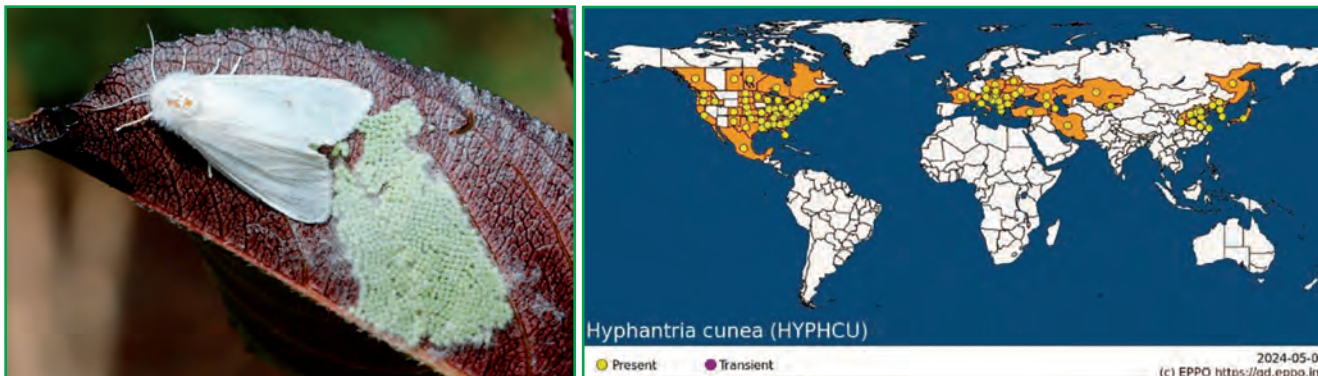 Hyphantria cunea (HYPHCU)
Present
Transient
2024-05-0
(c) EPPO https://gd.eppo.in